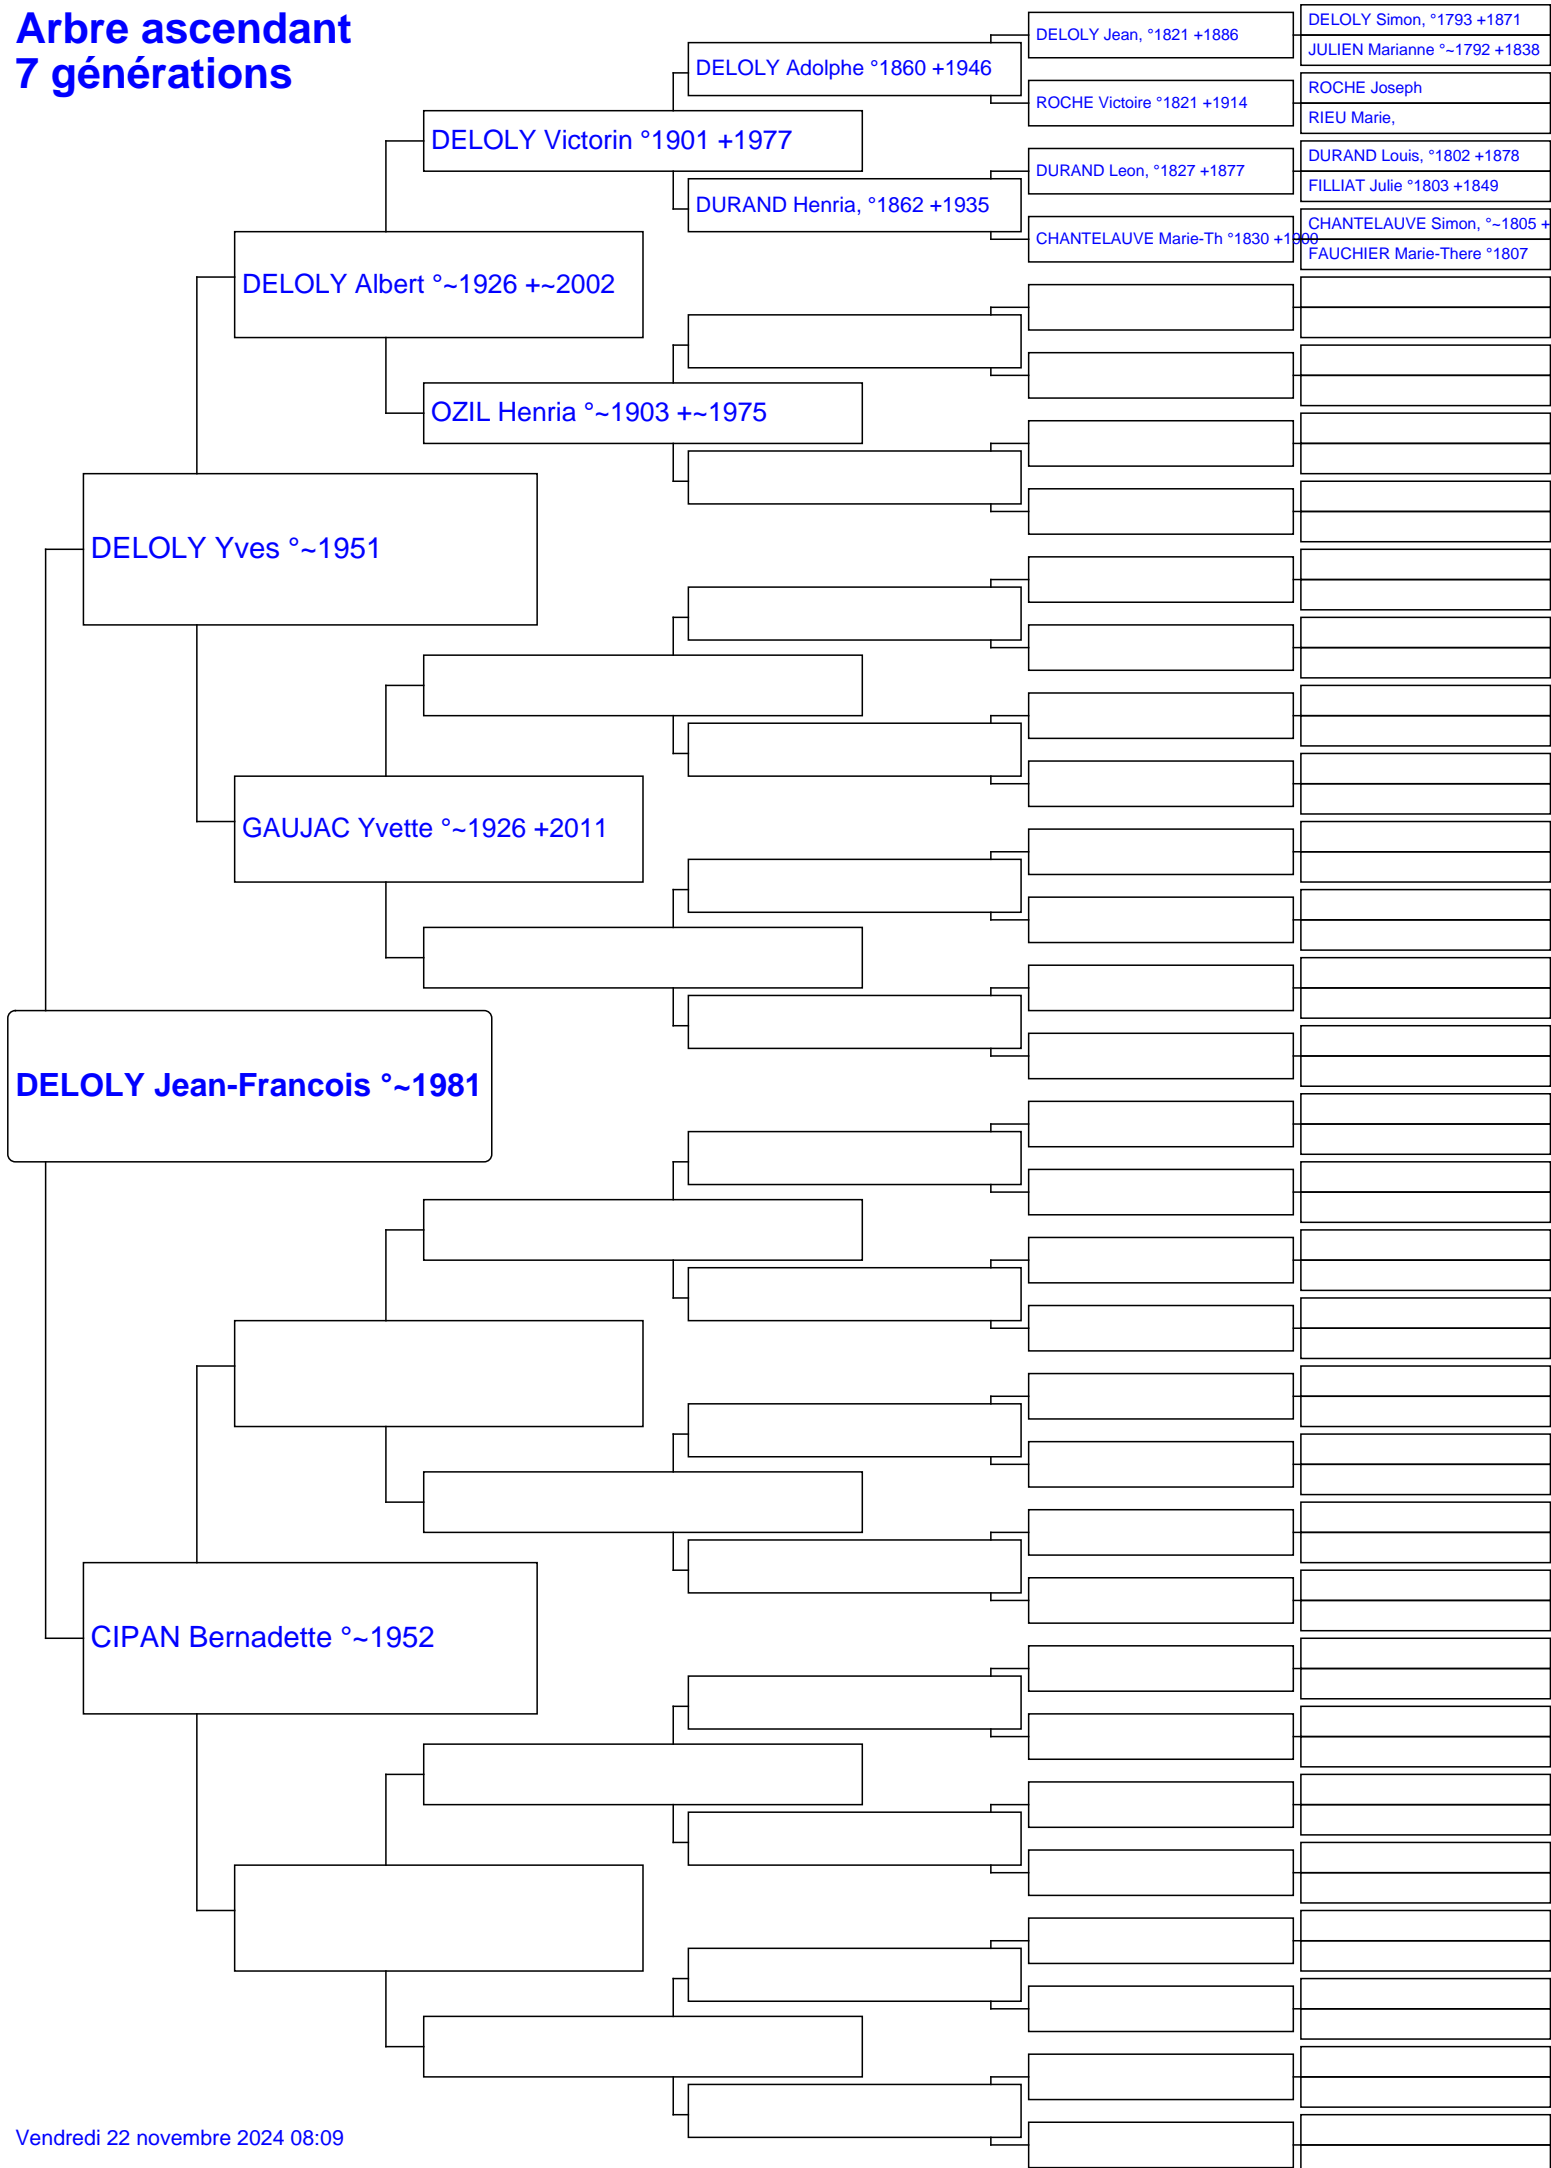 Arbre ascendant
7 générations
DELOLY Simon, °1793 +1871
DELOLY Jean, °1821 +1886
JULIEN Marianne °~1792 +1838
DELOLY Adolphe °1860 +1946
ROCHE Joseph
ROCHE Victoire °1821 +1914
RIEU Marie,
DELOLY Victorin °1901 +1977
DURAND Louis, °1802 +1878
DURAND Leon, °1827 +1877
FILLIAT Julie °1803 +1849
DURAND Henria, °1862 +1935
CHANTELAUVE Simon, °~1805 +
CHANTELAUVE Marie-Th °1830 +1900
FAUCHIER Marie-There °1807
DELOLY Albert °~1926 +~2002
OZIL Henria °~1903 +~1975
DELOLY Yves °~1951
GAUJAC Yvette °~1926 +2011
DELOLY Jean-Francois °~1981
CIPAN Bernadette °~1952
Vendredi 22 novembre 2024 08:09